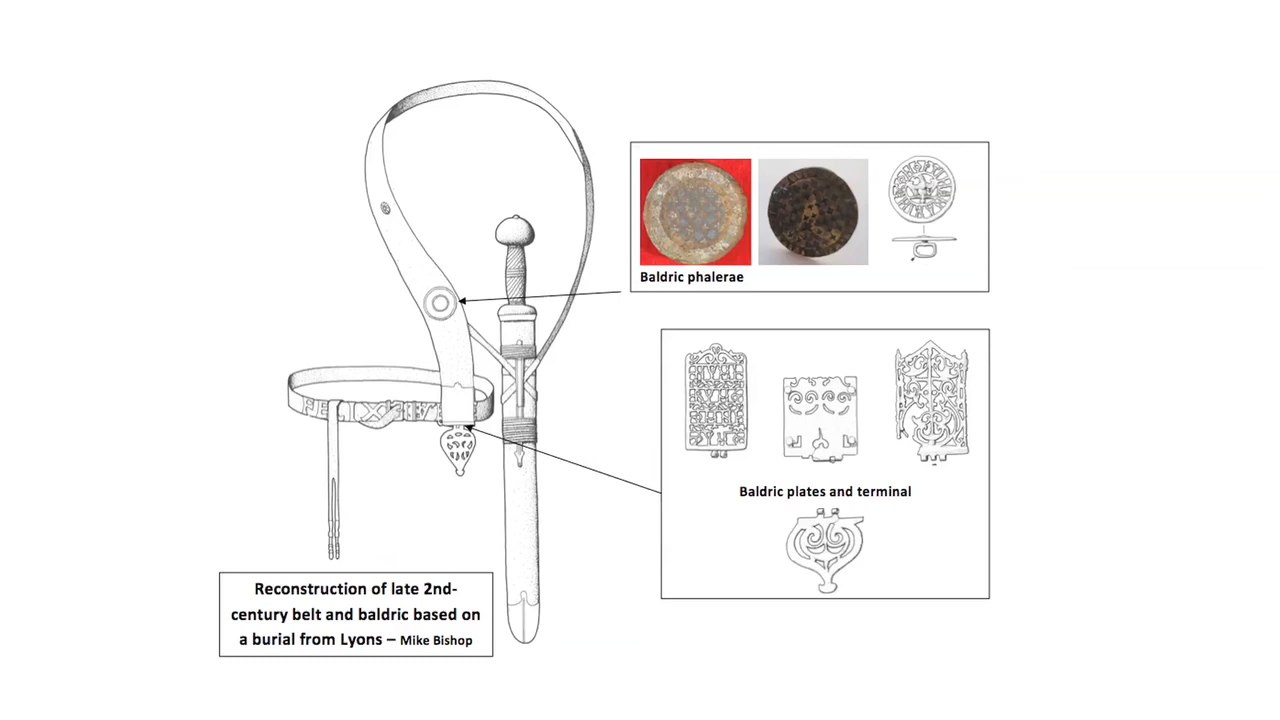 Baldric phalerae
FELIX
Baldric plates and terminal
Reconstruction of late 2nd-
century belt and baldric based on
a burial from Lyons – Mike Bishop